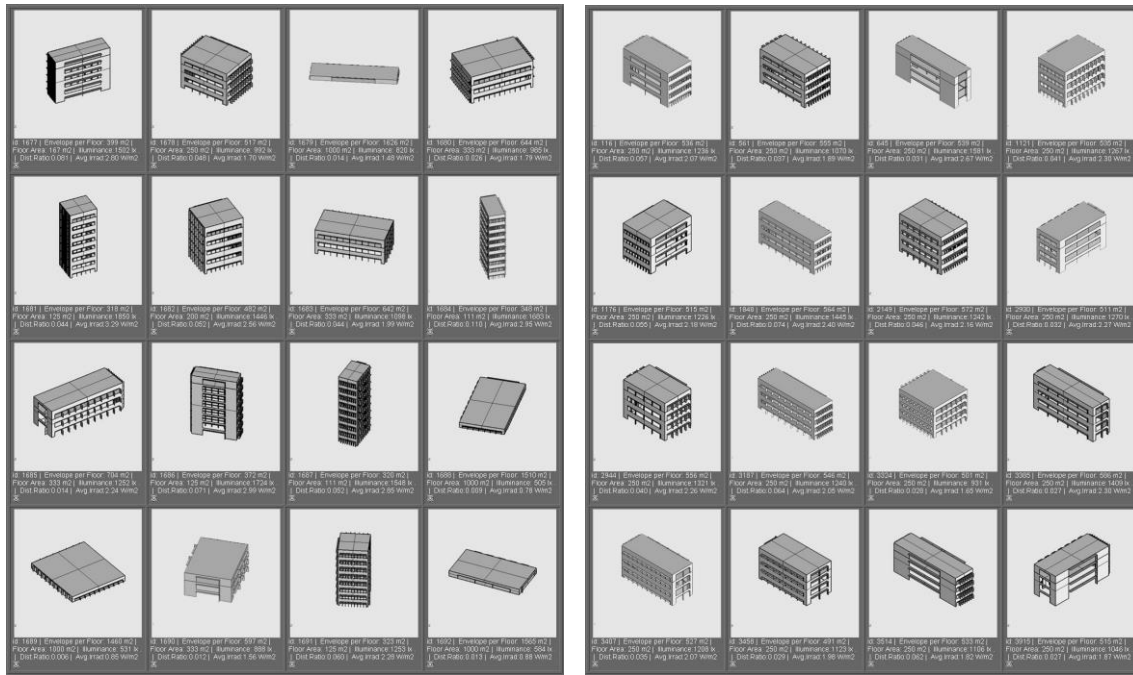 Id: 1677 | Envelope per Floor: 399 m2 |
Floor Area: 167 m2 | Illuminance: 1502 lx
| Dist.Ratio:0.081 | Avg.Irrad:2.80 W/m2
Id: 1678 | Envelope per Floor: 517 m2 |
Floor Area: 250 m2 | Illuminance: 992 lx
| Dist.Ratio:0.048 | Avg.Irrad:1.70 W/m2
Id: 1679 | Envelope per Floor: 1626 m2 |
Floor Area: 1000 m2 | Illuminance: 820 lx
| Dist.Ratio:0.014 | Avg.Irrad:1.48 W/m2
Id: 1680 | Envelope per Floor: 644 m2 |
Floor Area: 333 m2 | Illuminance: 985 lx
| Dist.Ratio:0.026 | Avg.Irrad:1.79 W/m2
Id: 1681 | Envelope per Floor: 318 m2 |
Floor Area: 125 m2 | Illuminance: 1850 lx
| Dist.Ratio:0.044 | Avg.Irrad:3.29 W/m2
Id: 1682 | Envelope per Floor: 482 m2 |
Floor Area: 200 m2 | Illuminance: 1446 lx
| Dist.Ratio:0.052 | Avg.Irrad:2.56 W/m2
Id: 1683 | Envelope per Floor: 642 m2 |
Floor Area: 333 m2 | Illuminance: 1098 lx
| Dist.Ratio:0.044 | Avg.Irrad:1.99 W/m2
Id: 1684 | Envelope per Floor: 348 m2 |
Floor Area: 111 m2 | Illuminance: 1683 lx
| Dist.Ratio:0.110 | Avg.Irrad:2.95 W/m2
Id: 1685 | Envelope per Floor: 704 m2 |
Floor Area: 333 m2 | Illuminance: 1252 lx
| Dist.Ratio:0.014 | Avg.Irrad:2.24 W/m2
Id: 1686 | Envelope per Floor: 372 m2 |
Floor Area: 125 m2 | Illuminance: 1724 lx
| Dist.Ratio:0.071 | Avg.Irrad:2.99 W/m2
Id: 1687 | Envelope per Floor: 320 m2 |
Floor Area: 111 m2 | Illuminance: 1548 lx
| Dist.Ratio:0.052 | Avg.Irrad:2.85 W/m2
Id: 1688 | Envelope per Floor: 1510 m2 |
Floor Area: 1000 m2 | Illuminance: 505 lx
| Dist.Ratio:0.009 | Avg.Irrad:0.78 W/m2
Id: 1689 | Envelope per Floor: 1460 m2 |
Floor Area: 1000 m2 | Illuminance: 531 lx
| Dist.Ratio:0.006 | Avg.Irrad:0.85 W/m2
Id: 1690 | Envelope per Floor: 597 m2 |
Floor Area: 333 m2 | Illuminance: 888 lx
| Dist.Ratio:0.012 | Avg.Irrad:1.56 W/m2
Id: 1691 | Envelope per Floor: 323 m2 |
Floor Area: 125 m2 | Illuminance:1253 lx
| Dist.Ratio:0.060 | Avg.Irrad:2.28 W/m2
Id: 1692 | Envelope per Floor: 1565 m2 |
Floor Area: 1000 m2 | Illuminance: 564 lx
| Dist.Ratio:0.013 | Avg.Irrad:0.88 W/m2
Id: 116 | Envelope per Floor: 536 m2 |
Floor Area: 250 m2 | Illuminance: 1238 lx
| Dist.Ratio:0.057 | Avg.Irrad:2.07 W/m2
Id: 561 | Envelope per Floor: 555 m2 |
Floor Area: 250 m2 | Illuminance: 1070 lx
| Dist.Ratio:0.037 | Avg.Irrad:1.89 W/m2
Id: 645 | Envelope per Floor: 539 m2 |
Floor Area: 250 m2 | Illuminance: 1581 lx
| Dist.Ratio:0.031 | Avg.Irrad:2.67 W/m2
Id: 1121 | Envelope per Floor: 535 m2 |
Floor Area: 250 m2 | Illuminance:1267 lx
| Dist.Ratio:0.041 | Avg.Irrad:2.30 W/m2
Id: 1176 | Envelope per Floor: 515 m2 |
Floor Area: 250 m2 | Illuminance: 1226 lx
| Dist.Ratio:0.055 | Avg.Irrad:2.18 W/m2
Id: 1848 | Envelope per Floor: 564 m2 |
Floor Area: 250 m2 | Illuminance: 1445 lx
| Dist.Ratio:0.074 | Avg.Irrad:2.40 W/m2
Id: 2149 | Envelope per Floor: 572 m2 |
Floor Area: 250 m2 | Illuminance: 1242 lx
| Dist.Ratio:0.046 | Avg.Irrad:2.16 W/m2
Id: 2930 | Envelope per Floor: 511 m2 |
Floor Area: 250 m2 | Illuminance: 1270 lx
| Dist.Ratio:0.032 | Avg.Irrad:2.27 W/m2
Id: 2944 | Envelope per Floor: 556 m2 |
Floor Area: 250 m2 | Illuminance: 1321 lx
| Dist.Ratio:0.040 | Avg.Irrad:2.26 W/m2
Id: 3187 | Envelope per Floor: 546 m2 |
Floor Area: 250 m2 | Illuminance: 1240 lx
| Dist.Ratio:0.064 | Avg.Irrad:2.05 W/m2
Id: 3324 | Envelope per Floor: 501 m2 |
Floor Area: 250 m2 | Illuminance: 931 lx
| Dist.Ratio:0.028 | Avg.Irrad:1.65 W/m2
Id: 3385 | Envelope per Floor: 586 m2 |
Floor Area: 250 m2 | Illuminance: 1409 lx
| Dist.Ratio:0.027 | Avg.Irrad:2.38 W/m2
Id: 3407 | Envelope per Floor: 527 m2 |
Floor Area: 250 m2 | Illuminance: 1208 lx
| Dist.Ratio:0.035 | Avg.Irrad:2.07 W/m2
Id: 3458 | Envelope per Floor: 491 m2 |
Floor Area: 250 m2 | Illuminance:1123 lx
| Dist.Ratio:0.029 | Avg.Irrad:1.98 W/m2
Id: 3514 | Envelope per Floor: 533 m2 |
Floor Area: 250 m2 | Illuminance:1106 lx
| Dist.Ratio:0.062 | Avg.Irrad:1.82 W/m2
Id: 3915 | Envelope per Floor: 515 m2 |
Floor Area: 250 m2 | Illuminance:1046 lx
| Dist.Ratio:0.027 | Avg.Irrad:1.87 W/m2